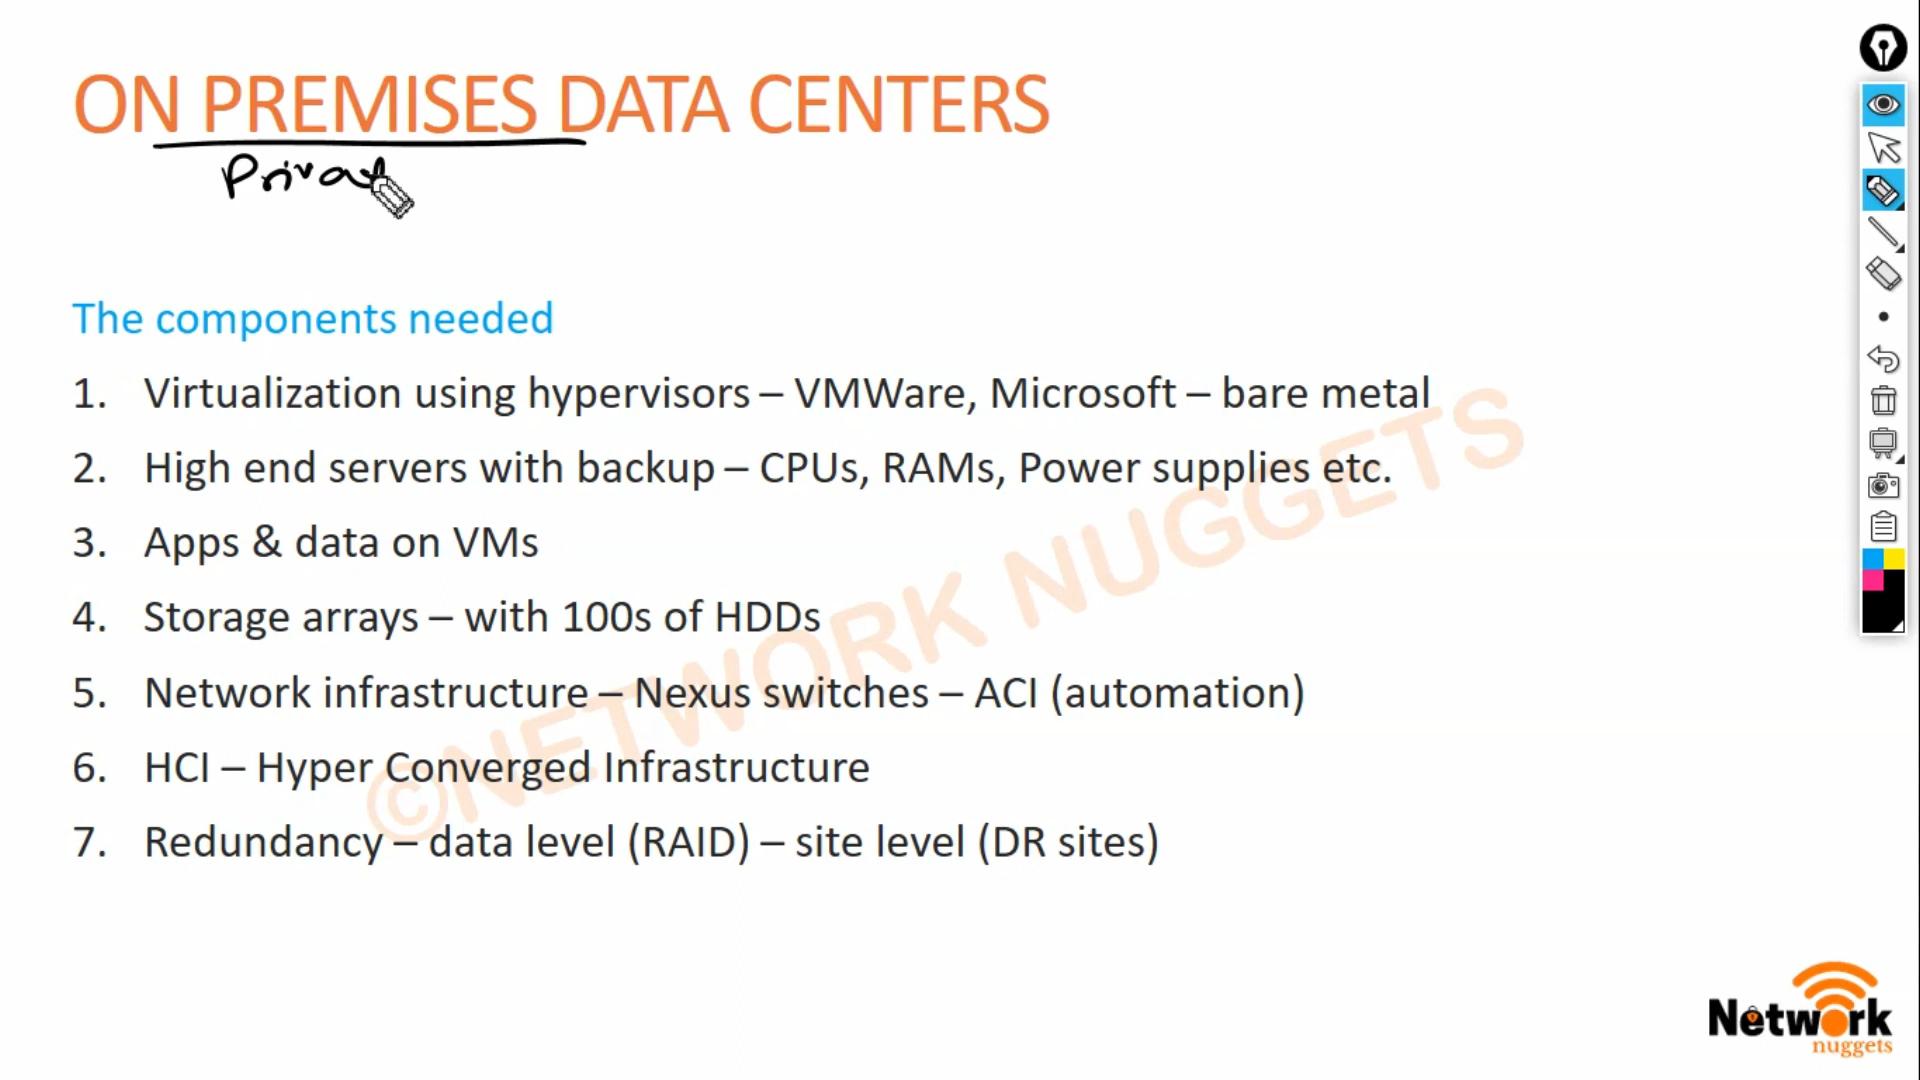 ON PREMISES DATA CENTERS
Privat
The components needed
1. Virtualization using hypervisors – VMWare, Microsoft – bare metal
2. High end servers with backup – CPUs, RAMs, Power supplies etc.
3. Apps & data on VMs
4. Storage arrays – with 100s of HDDs
5. Network infrastructure – Nexus switches – ACI (automation)
6. HCI – Hyper Converged Infrastructure
7. Redundancy – data level (RAID) – site level (DR sites)
©NETWORK NUGGETS
Network
nuggets